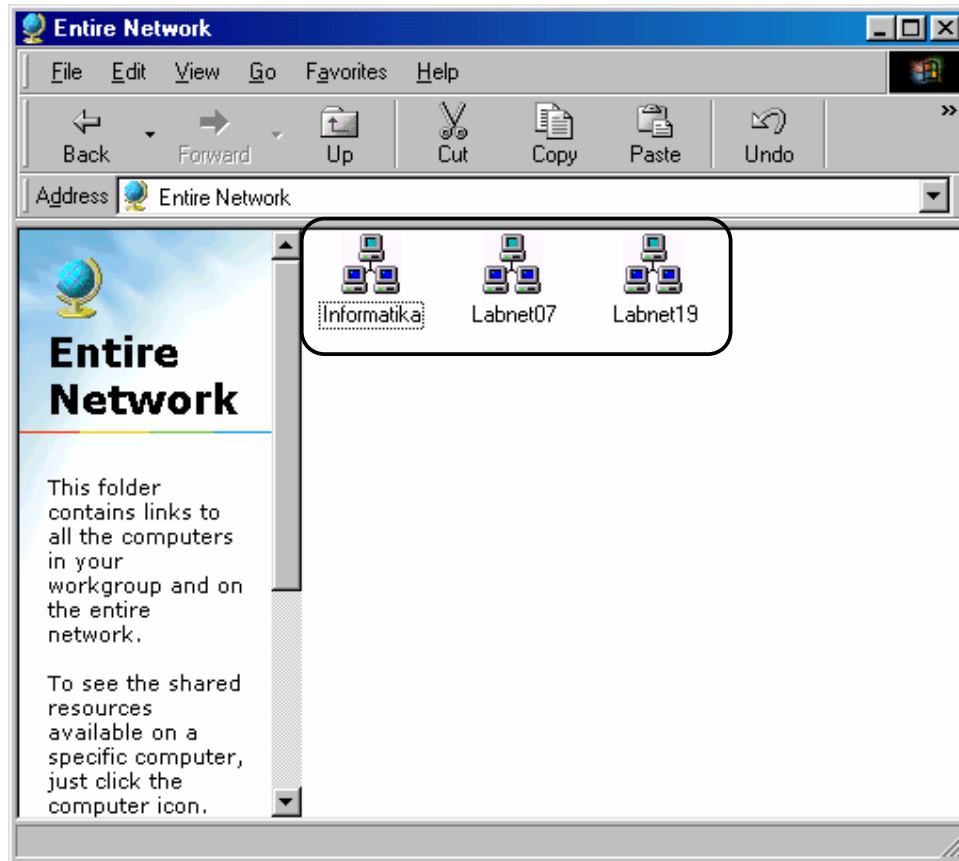 Entire Network
File Edit View Go Favorites Help
Back Forward Up Cut Copy Paste Undo »
Address Entire Network
Informatika Labnet07 Labnet19
Entire
Network
This folder
contains links to
all the computers
in your
workgroup and on
the entire
network.
To see the shared
resources
available on a
specific computer,
just click the
computer icon.